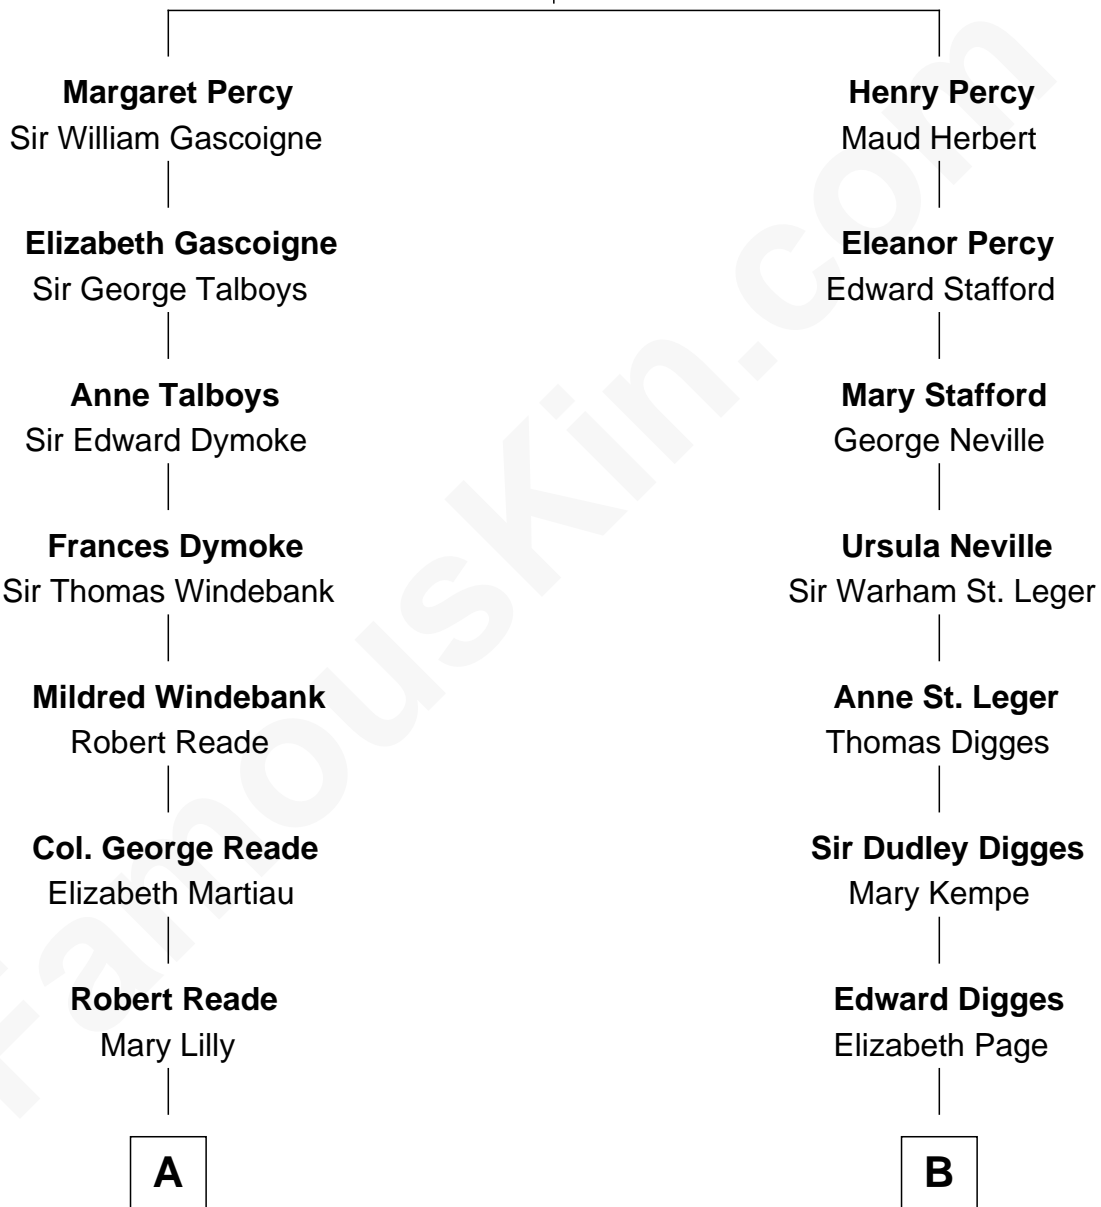 Margaret Percy
Sir William Gascoigne
Elizabeth Gascoigne
Sir George Talboys
Anne Talboys
Sir Edward Dymoke
Frances Dymoke
Sir Thomas Windebank
Mildred Windebank
Robert Reade
Col. George Reade
Elizabeth Martiau
Robert Reade
Mary Lilly
A
Henry Percy
Maud Herbert
Eleanor Percy
Edward Stafford
Mary Stafford
George Neville
Ursula Neville
Sir Warham St. Leger
Anne St. Leger
Thomas Digges
Sir Dudley Digges
Mary Kempe
Edward Digges
Elizabeth Page
B
FamousKin.com